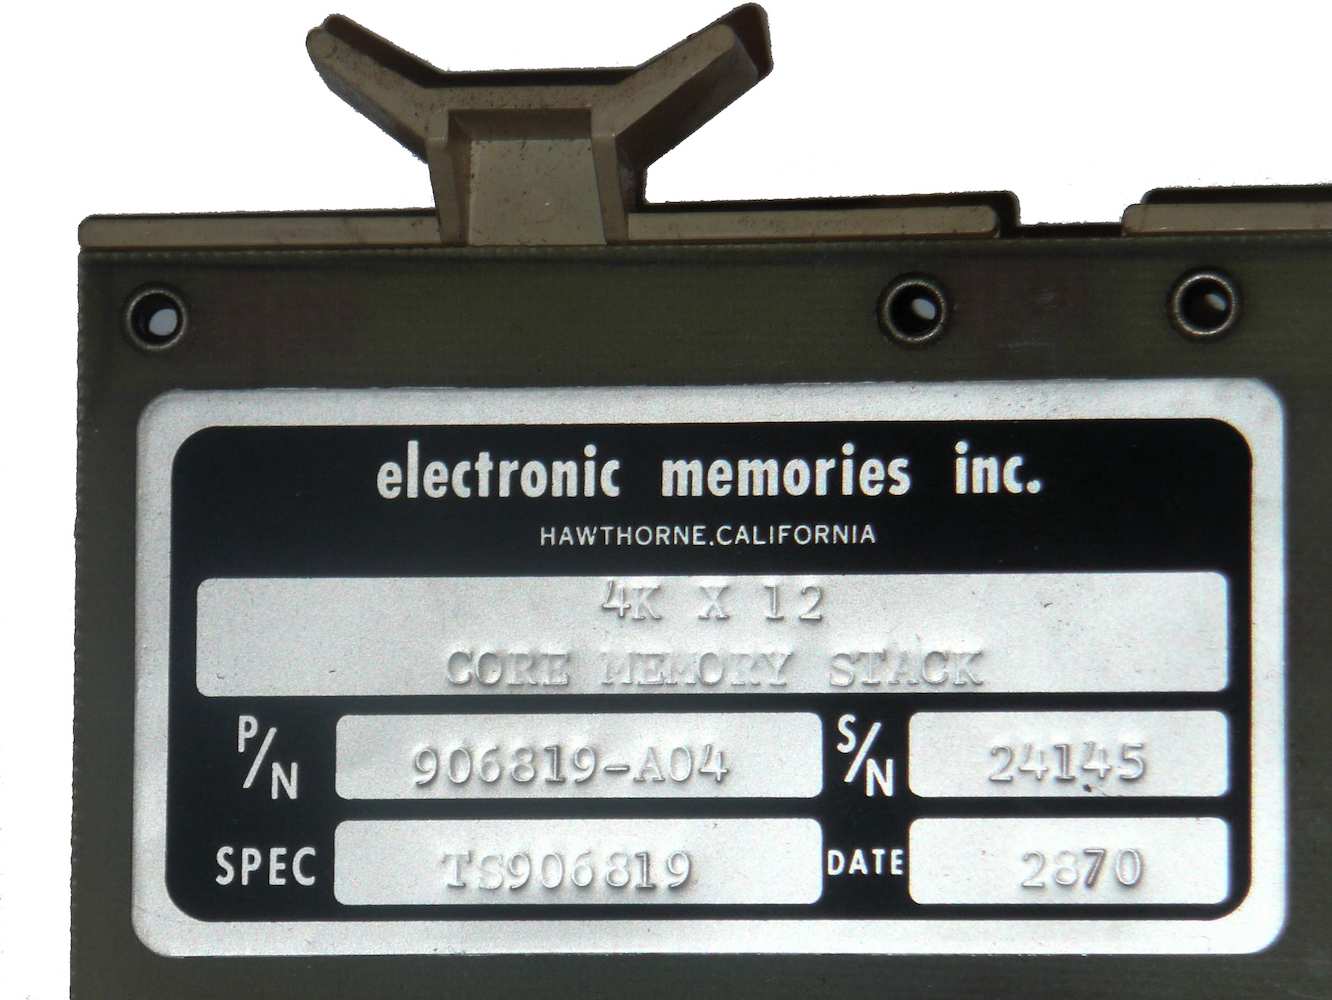 electronic memories inc.
HAWTHORNE, CALIFORNIA
4K X 12
CORE MEMORY STACK
P/N 906819-A04 S/N 24145
SPEC TS906819 DATE 2870